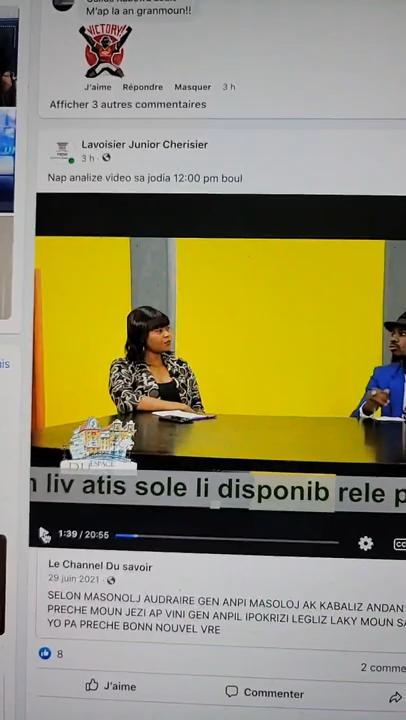 M'ap la an granmoun!!
VICTORY!
J'aime Répondre Masquer 3 h
Afficher 3 autres commentaires
Lavoisier Junior Cherisier
3 h ·
Nap analize video sa jodia 12:00 pm boul
ESPACE
liv atis sole li disponib rele p
1:39 / 20:55
CC
Le Channel Du savoir
29 juin 2021 ·
SELON MASONOLJ AUDRAIRE GEN ANPI MASOLOJ AK KABALIZ ANDAN
PRECHE MOUN JEZI AP VINI GEN ANPIL IPOKRIZI LEGLIZ LAKY MOUN SA
YO PA PRECHE BONN NOUVEL VRE
8
2 comme
J'aime
Commenter